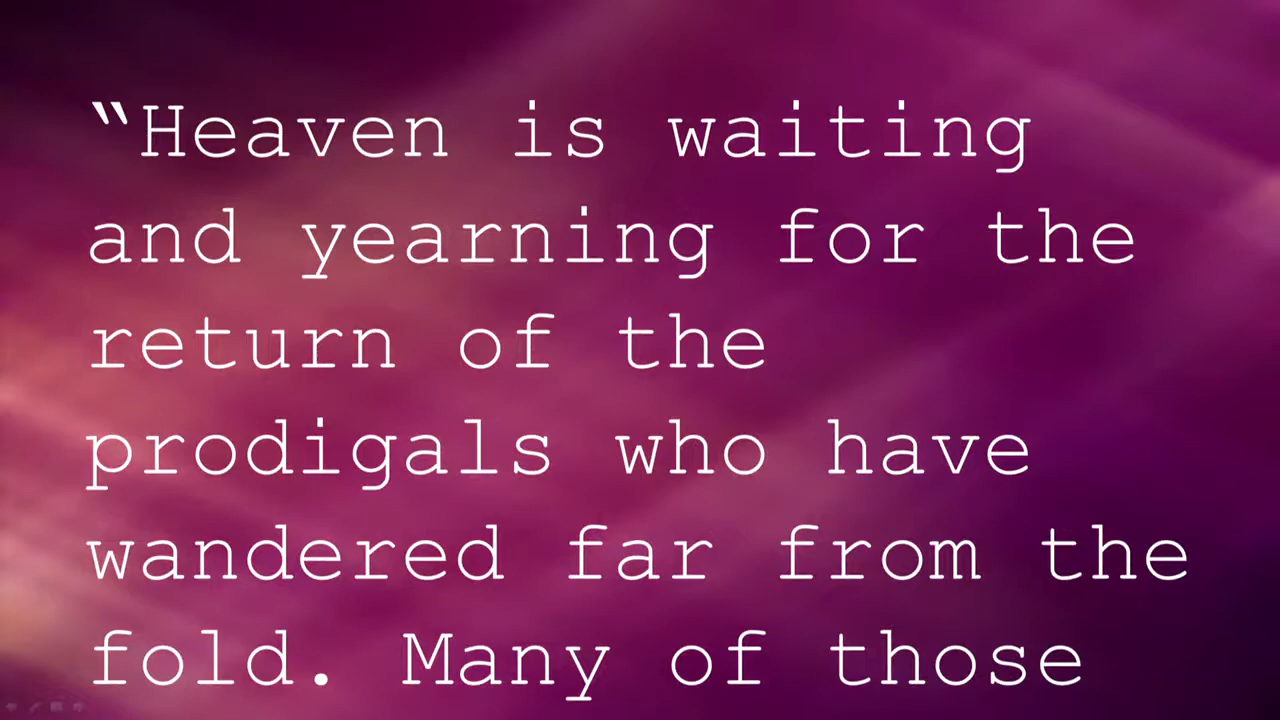 “Heaven is waiting
and yearning for the
return of the
prodigals who have
wandered far from the
fold. Many of those